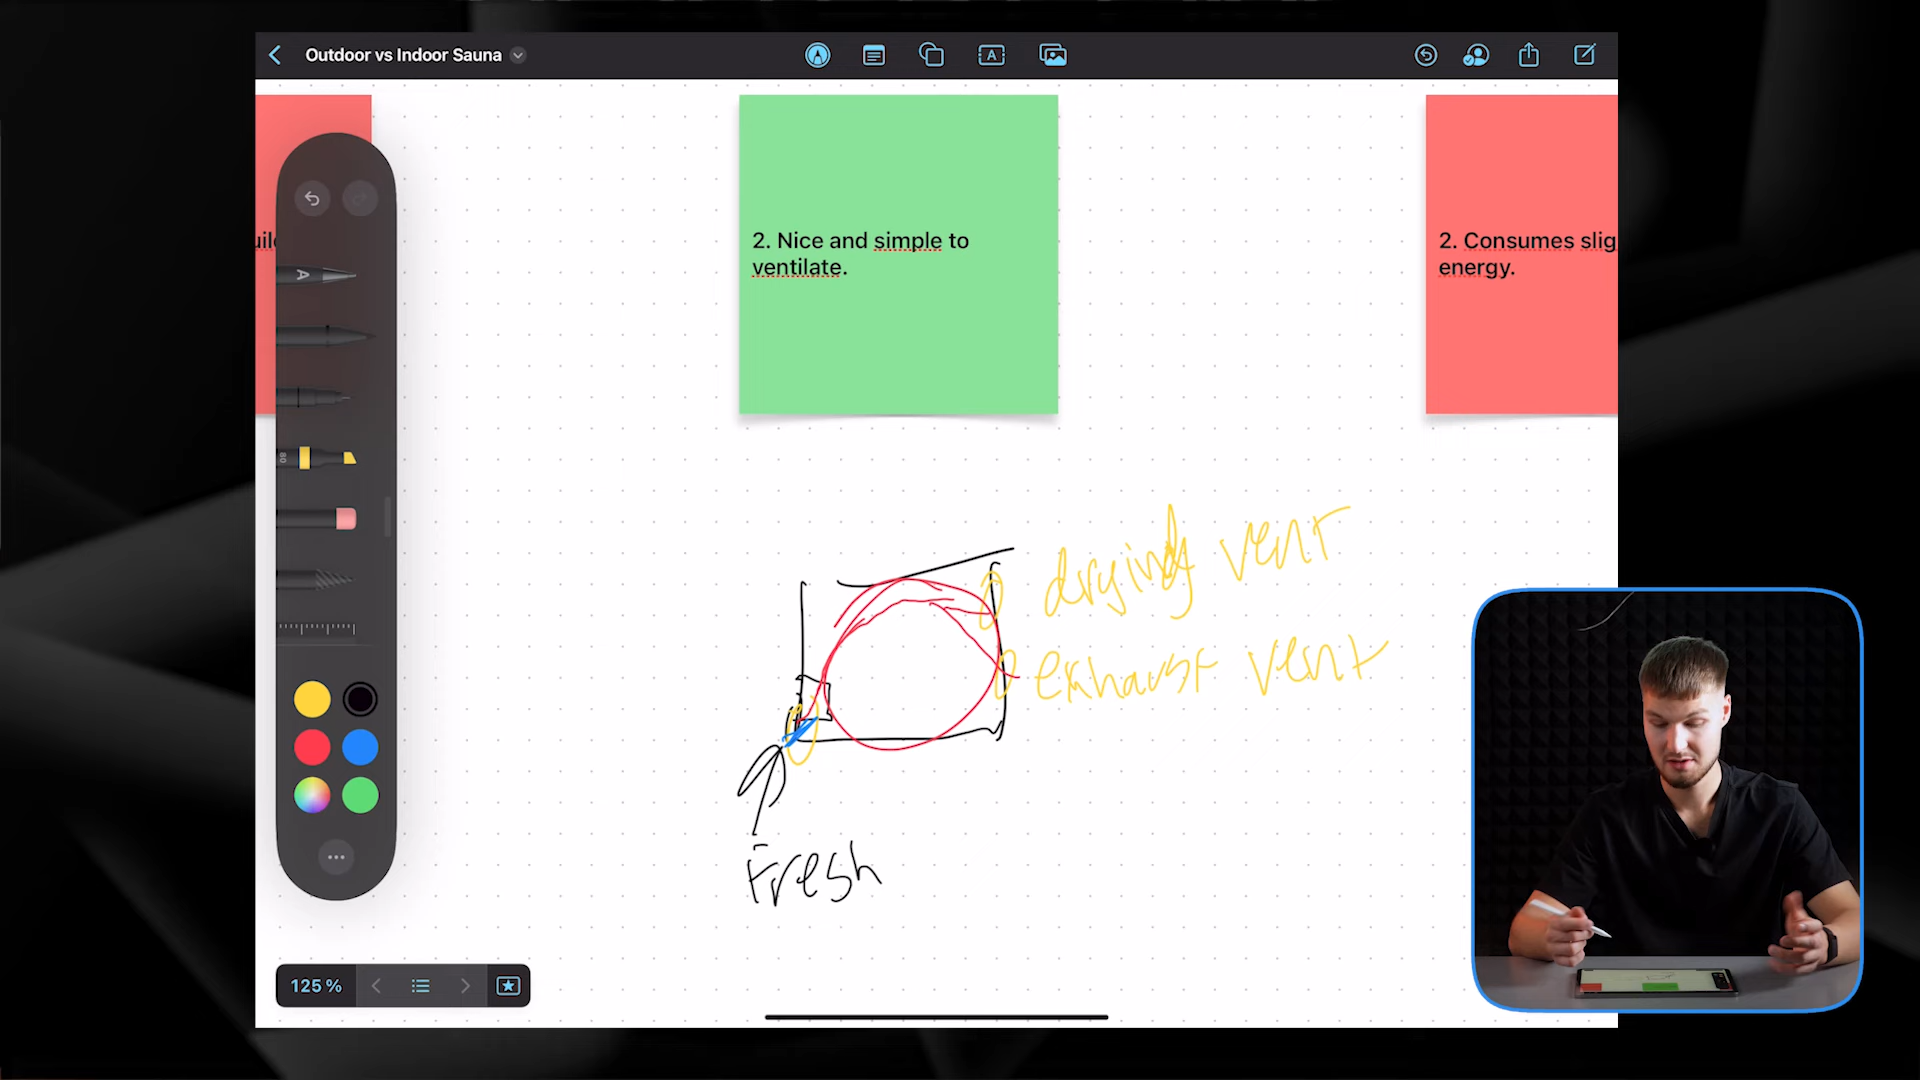 Outdoor vs Indoor Sauna
A
2. Nice and simple to
ventilate.
2. Consumes slig
energy.
A
80
drying vent
exhaust vent
Fresh
125 %